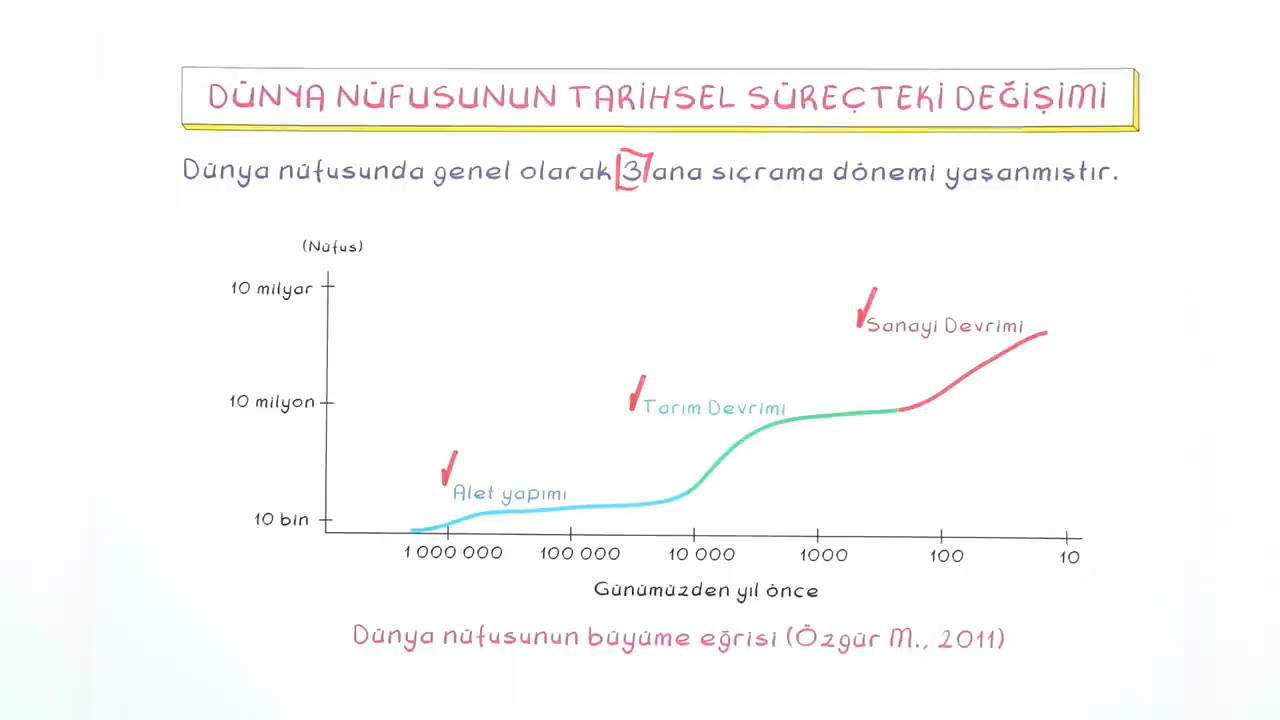 DÜNYA NÜFUSUNUN TARİHSEL SÜREÇTEKİ DEĞİŞİMİ
Dünya nüfusunda genel olarak 3 ana sıçrama dönemi yaşanmıştır.
(Nüfus)
10 milyar
Sanayi Devrimi
10 milyon
Tarım Devrimi
Alet yapımı
10 bin
1 000 000
100 000
10 000
1000
100
10
Günümüzden yıl önce
Dünya nüfusunun büyüme eğrisi (Özgür M., 2011)